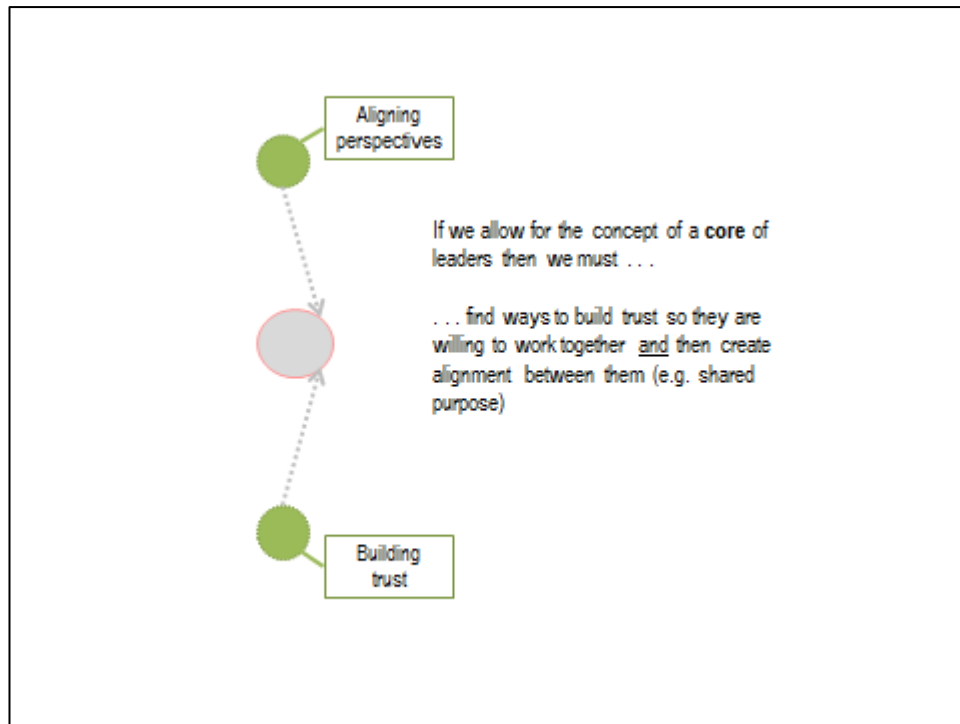 Aligning
perspectives
If we allow for the concept of a core of
leaders then we must . . .
. . . find ways to build trust so they are
willing to work together and then create
alignment between them (e.g. shared
purpose)
Building
trust